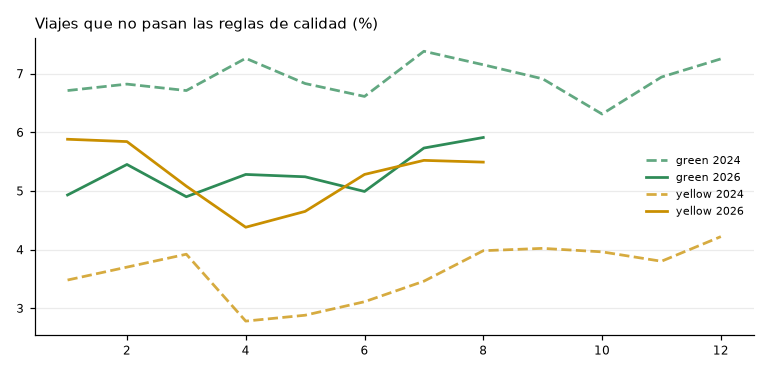 Viajes que no pasan las reglas de calidad (%)
7
6
5
4
3
green 2024
green 2026
yellow 2024
yellow 2026
2
4
6
8
10
12